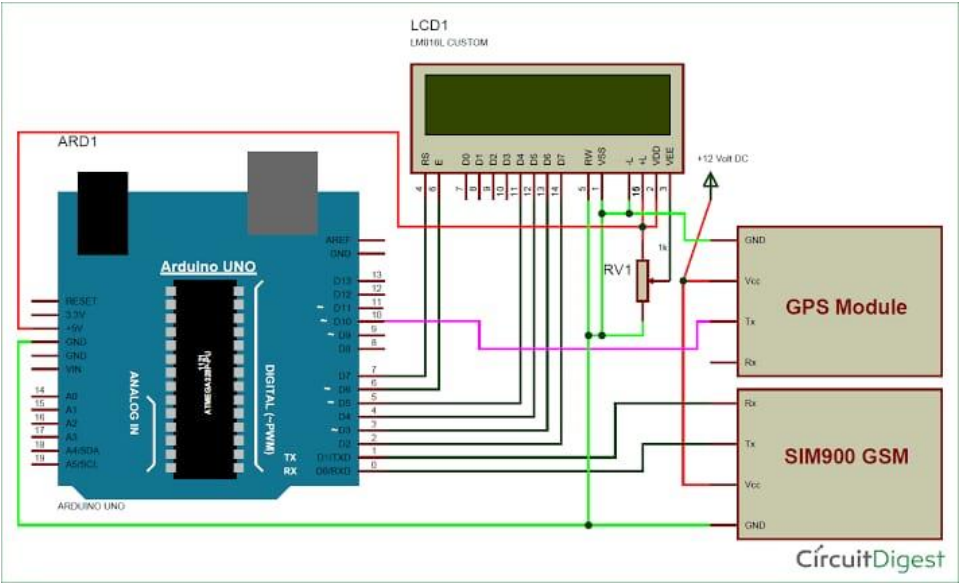 LCD1
LM016L CUSTOM
RS E D0 D1 D2 D3 D4 D5 D6 D7 RW VSS -L +L VDD VEE
4 6 7 8 9 10 11 12 13 14 5 1 15 2 3
+12 Volt DC
ARD1
Arduino UNO
AREF
GND
D13 13
D12 12
~ D11 11
~ D10 10
~ D9 9
D8 8
D7 7
~ D6 6
~ D5 5
D4 4
~ D3 3
D2 2
TX D1/TXD 1
RX D0/RXD 0
RESET
3.3V
+5V
GND
GND
VIN
14 A0
15 A1
16 A2
17 A3
18 A4/SDA
19 A5/SCL
ANALOG IN
DIGITAL (~PWM)
1121
ARDUINO UNO
RV1
1k
GND
Vcc
Tx
Rx
GPS Module
Rx
Tx
Vcc
GND
SIM900 GSM
CírcuitDigest